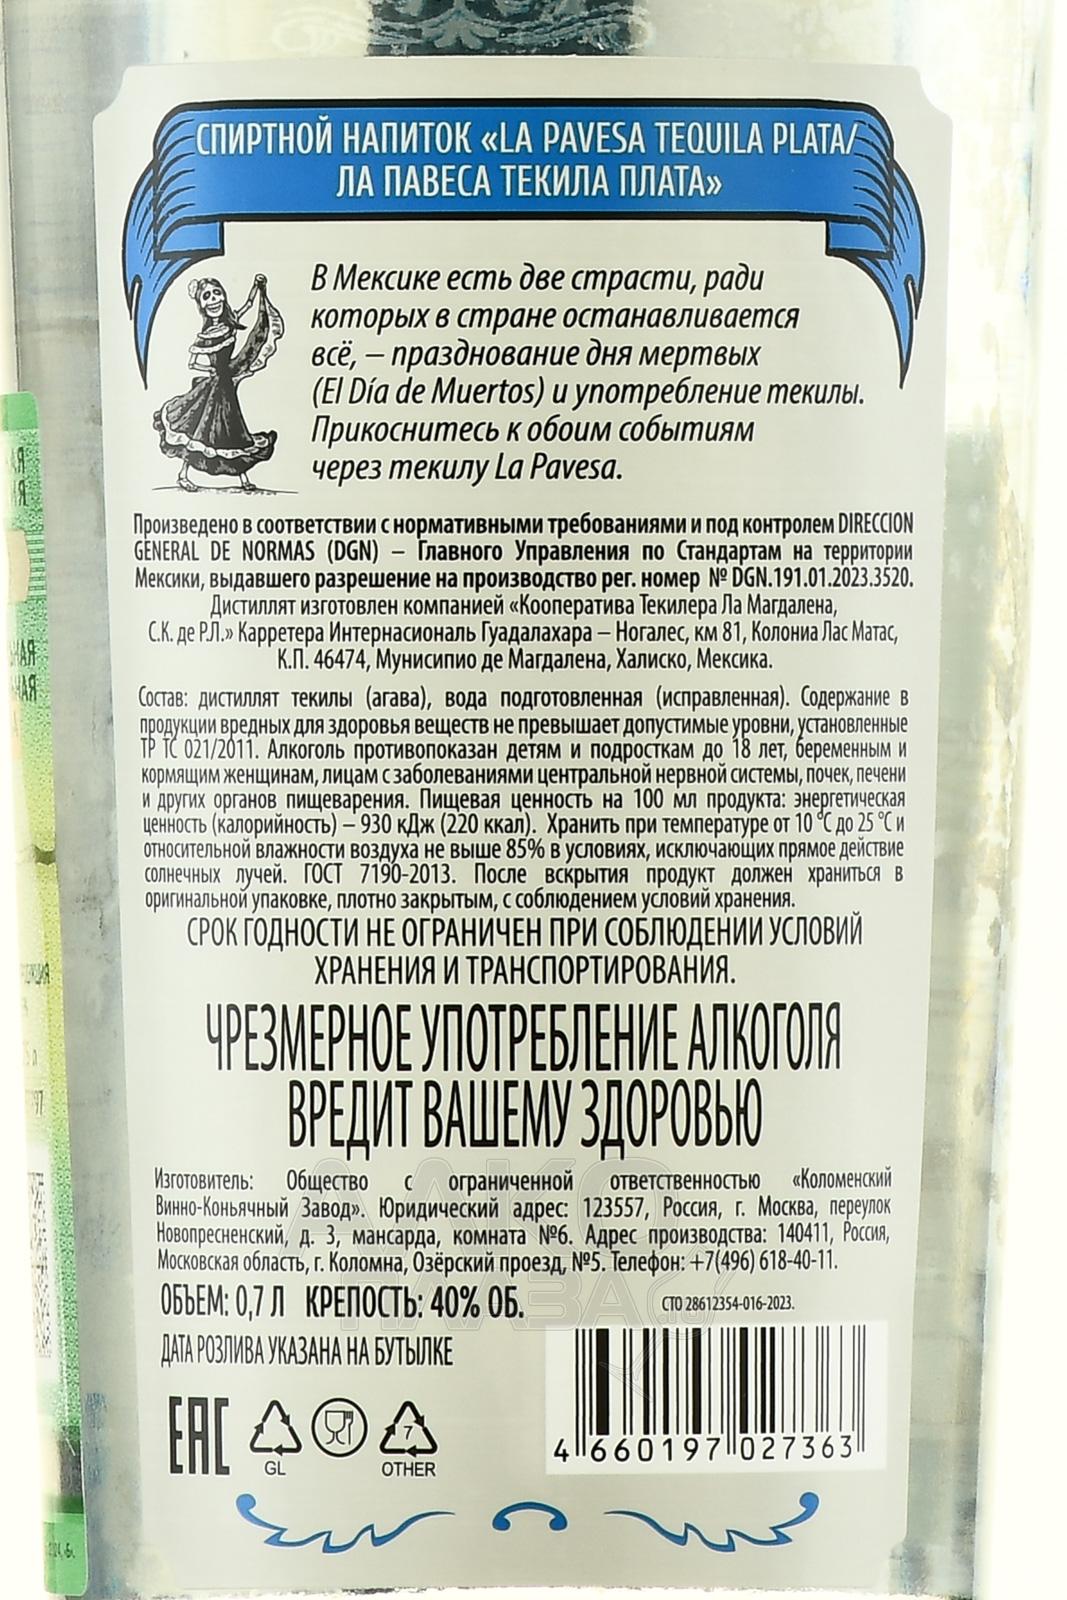 СПИРТНОЙ НАПИТОК «LA PAVESA TEQUILA PLATA/
ЛА ПАВЕСА ТЕКИЛА ПЛАТА»
В Мексике есть две страсти, ради
которых в стране останавливается
всё, – празднование дня мертвых
(El Día de Muertos) и употребление текилы.
Прикоснитесь к обоим событиям
через текилу La Pavesa.
Произведено в соответствии с нормативными требованиями и под контролем DIRECCION
GENERAL DE NORMAS (DGN) – Главного Управления по Стандартам на территории
Мексики, выдавшего разрешение на производство рег. номер № DGN.191.01.2023.3520.
Дистиллят изготовлен компанией «Кооператива Текилера Ла Магдалена,
С.К. де Р.Л.» Карретера Интернасиональ Гуадалахара – Ногалес, км 81, Колониа Лас Матас,
К.П. 46474, Мунисипио де Магдалена, Халиско, Мексика.
Состав: дистиллят текилы (агава), вода подготовленная (исправленная). Содержание в
продукции вредных для здоровья веществ не превышает допустимые уровни, установленные
ТР ТС 021/2011. Алкоголь противопоказан детям и подросткам до 18 лет, беременным и
кормящим женщинам, лицам с заболеваниями центральной нервной системы, почек, печени
и других органов пищеварения. Пищевая ценность на 100 мл продукта: энергетическая
ценность (калорийность) – 930 кДж (220 ккал). Хранить при температуре от 10 °С до 25 °С и
относительной влажности воздуха не выше 85% в условиях, исключающих прямое действие
солнечных лучей. ГОСТ 7190-2013. После вскрытия продукт должен храниться в
оригинальной упаковке, плотно закрытым, с соблюдением условий хранения.
СРОК ГОДНОСТИ НЕ ОГРАНИЧЕН ПРИ СОБЛЮДЕНИИ УСЛОВИЙ
ХРАНЕНИЯ И ТРАНСПОРТИРОВАНИЯ.
ЧРЕЗМЕРНОЕ УПОТРЕБЛЕНИЕ АЛКОГОЛЯ
ВРЕДИТ ВАШЕМУ ЗДОРОВЬЮ
Изготовитель: Общество с ограниченной ответственностью «Коломенский
Винно-Коньячный Завод». Юридический адрес: 123557, Россия, г. Москва, переулок
Новопресненский, д. 3, мансарда, комната №6. Адрес производства: 140411, Россия,
Московская область, г. Коломна, Озёрский проезд, №5. Телефон: +7(496) 618-40-11.
ОБЪЕМ: 0,7 Л КРЕПОСТЬ: 40% ОБ.
СТО 28612354-016-2023.
ДАТА РОЗЛИВА УКАЗАНА НА БУТЫЛКЕ
EAC
GL
7
OTHER
4 660197 027363